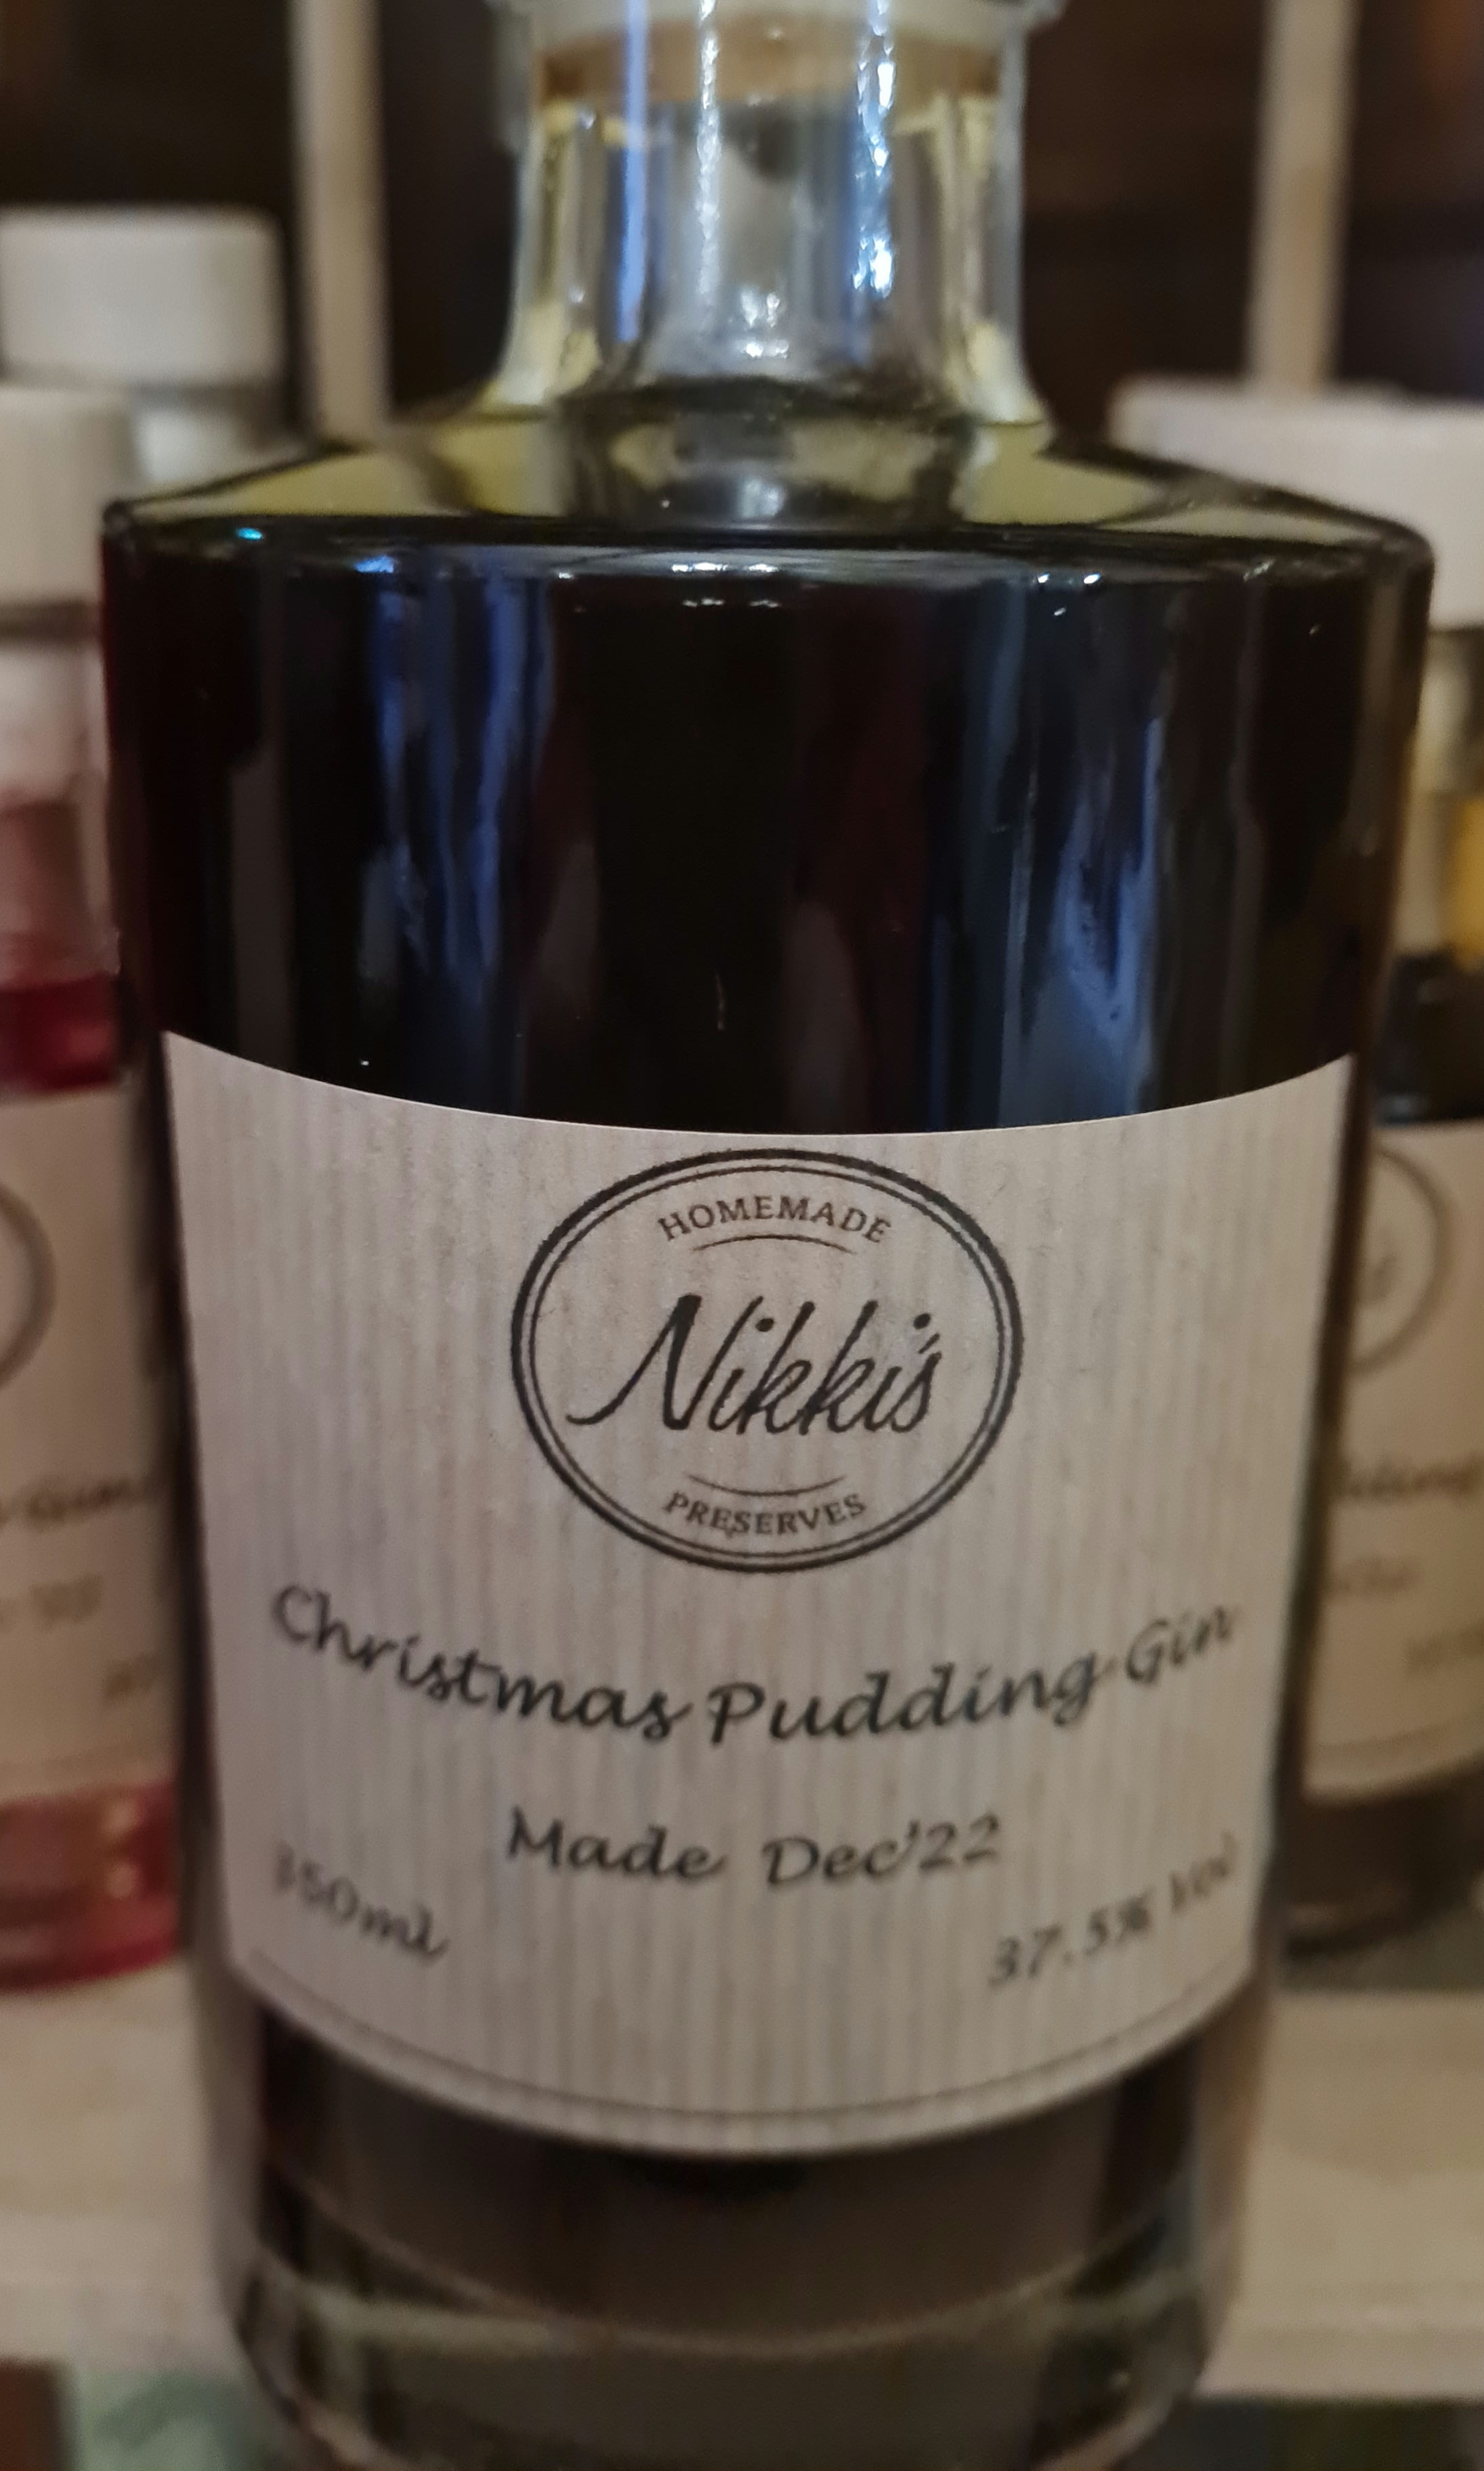 HOMEMADE
Nikki's
PRESERVES
Christmas Pudding Gin
Made Dec'22
350ml
37.5% Vol